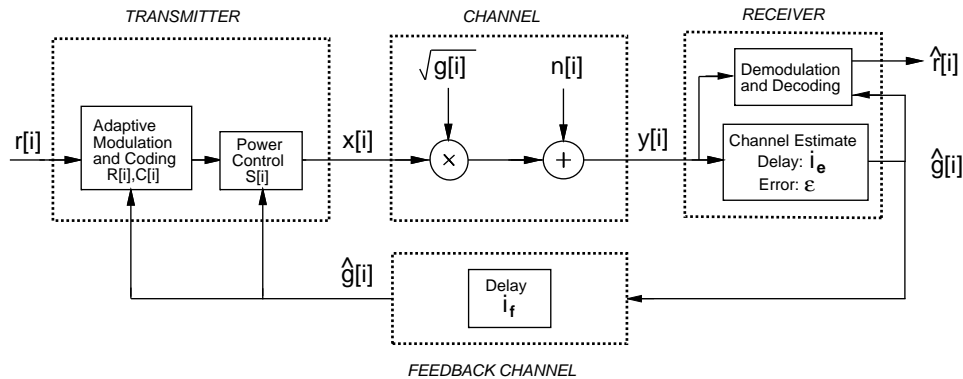 TRANSMITTER
CHANNEL
RECEIVER
r[i]
Adaptive
Modulation
and Coding
R[i],C[i]
Power
Control
S[i]
x[i]
√g[i]
n[i]
×
+
y[i]
Demodulation
and Decoding
r̂[i]
Channel Estimate
Delay: i_e
Error: ε
ĝ[i]
ĝ[i]
Delay
i_f
FEEDBACK CHANNEL